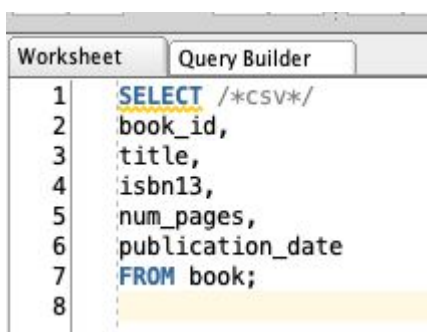 Worksheet Query Builder
1 SELECT /*csv*/
2 book_id,
3 title,
4 isbn13,
5 num_pages,
6 publication_date
7 FROM book;
8